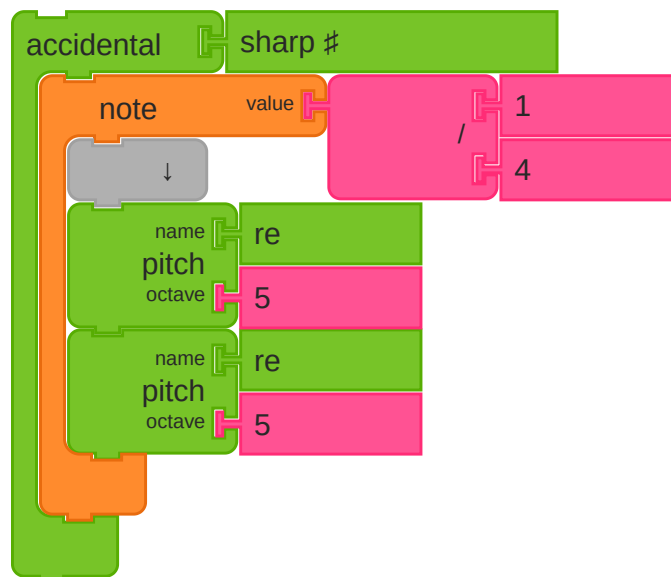 accidental sharp ♯
note value / 1
4
↓
name re
pitch
octave 5
name re
pitch
octave 5